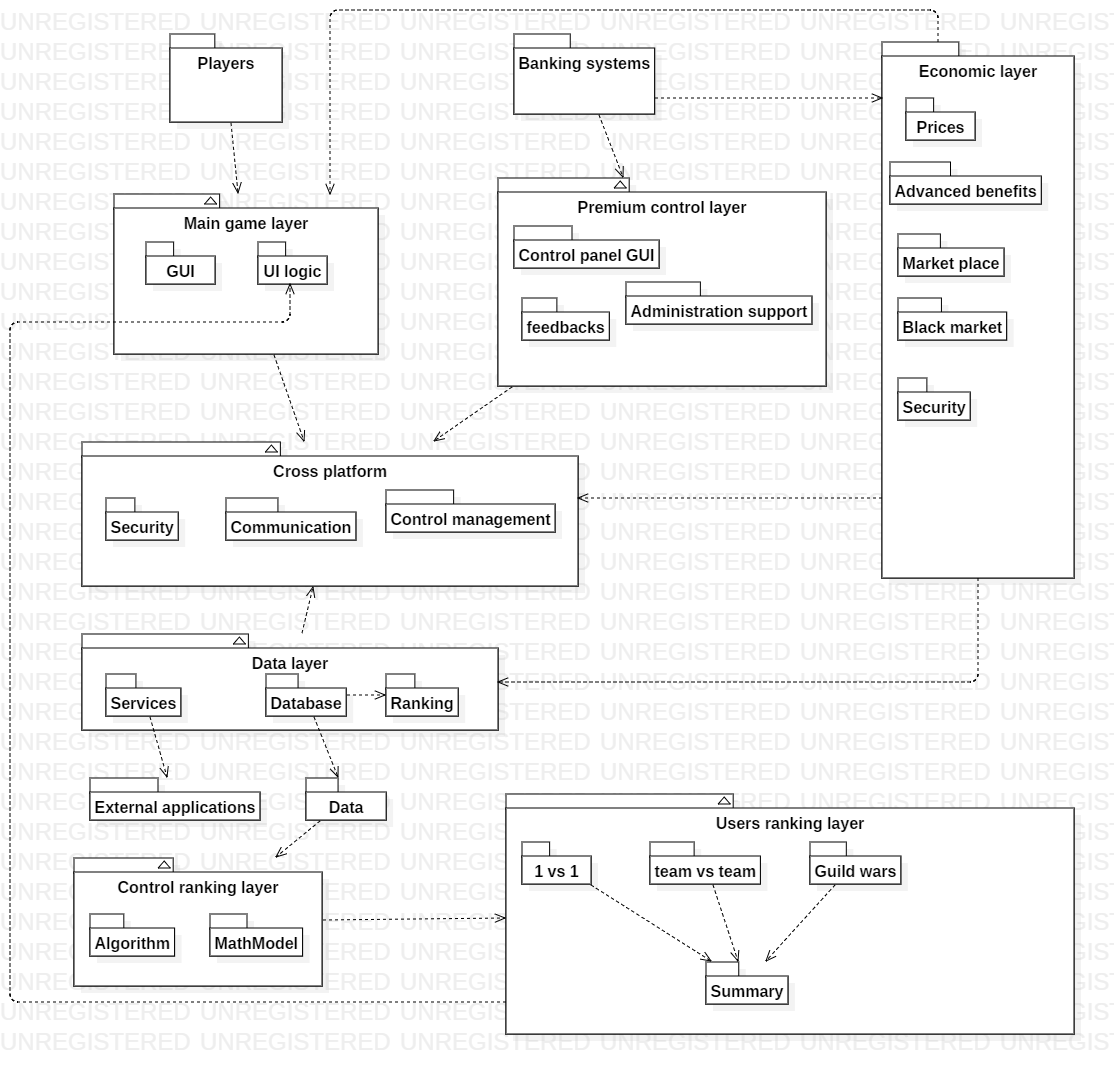 Players
Banking systems
Economic layer
Prices
Advanced benefits
Market place
Black market
Security
Main game layer
GUI
UI logic
Premium control layer
Control panel GUI
Administration support
feedbacks
Cross platform
Security
Communication
Control management
Data layer
Services
Database
Ranking
External applications
Data
Control ranking layer
Algorithm
MathModel
Users ranking layer
1 vs 1
team vs team
Guild wars
Summary
UNREGISTERED